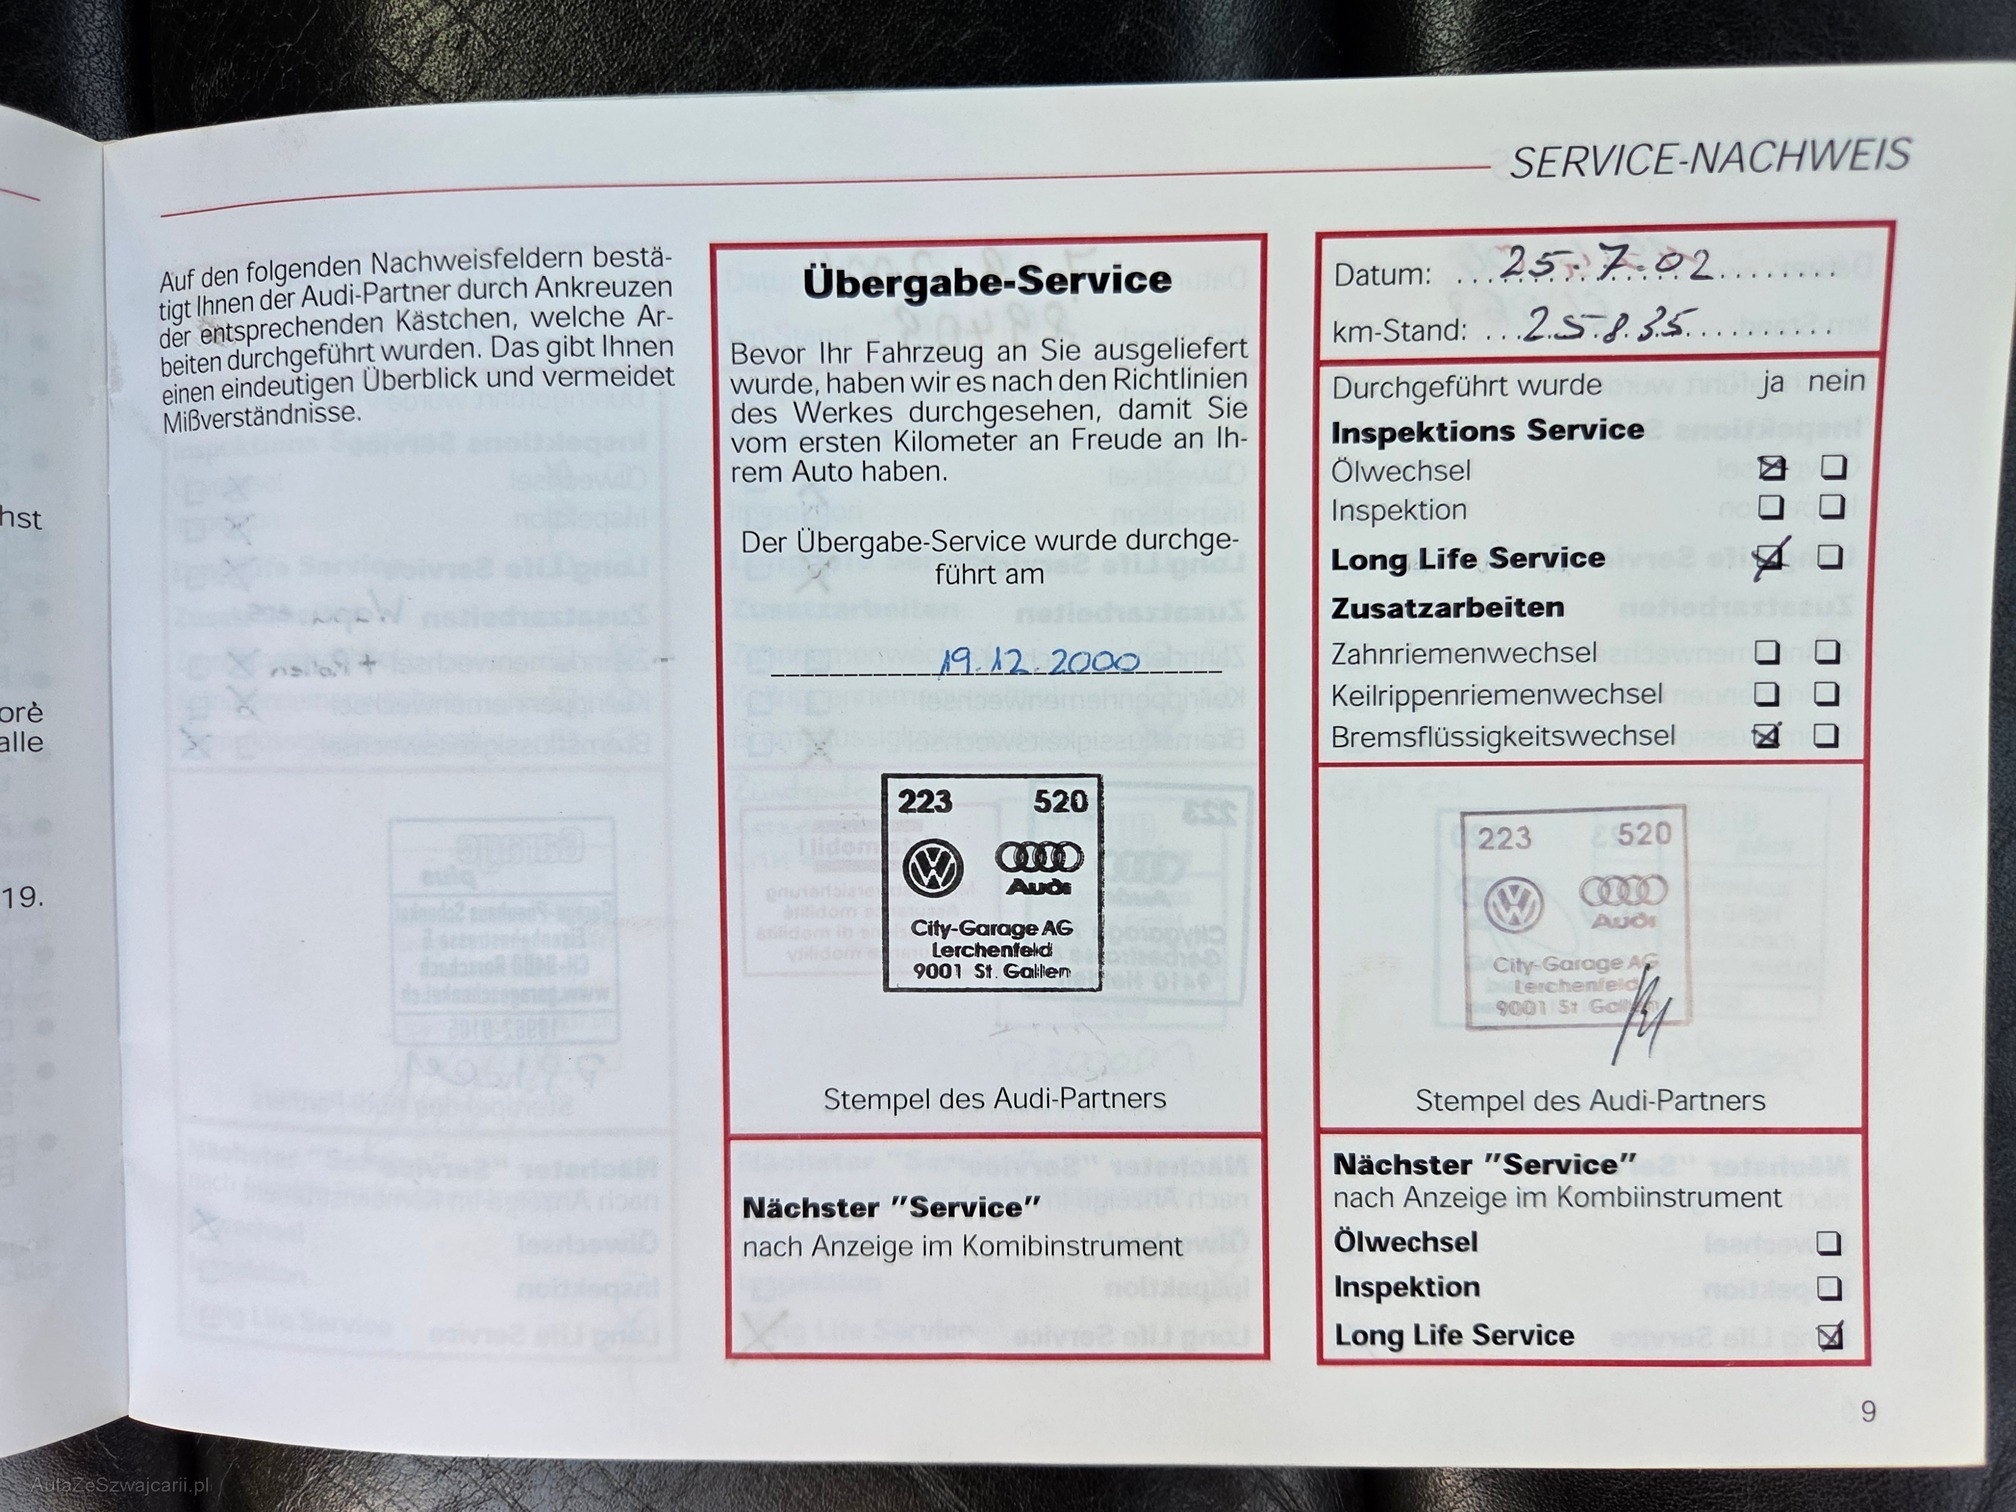 SERVICE-NACHWEIS
Auf den folgenden Nachweisfeldern bestä-
tigt Ihnen der Audi-Partner durch Ankreuzen
der entsprechenden Kästchen, welche Ar-
beiten durchgeführt wurden. Das gibt Ihnen
einen eindeutigen Überblick und vermeidet
Mißverständnisse.
hst
orè
alle
19.
Übergabe-Service
Bevor Ihr Fahrzeug an Sie ausgeliefert
wurde, haben wir es nach den Richtlinien
des Werkes durchgesehen, damit Sie
vom ersten Kilometer an Freude an Ih-
rem Auto haben.
Der Übergabe-Service wurde durchge-
führt am
19.12.2000
223 520
Audi
City-Garage AG
Lerchenfeld
9001 St. Gallen
Stempel des Audi-Partners
Nächster "Service"
nach Anzeige im Komibinstrument
Datum: 25.7.02
km-Stand: 25835
Durchgeführt wurde ja nein
Inspektions Service
Ölwechsel
Inspektion
Long Life Service
Zusatzarbeiten
Zahnriemenwechsel
Keilrippenriemenwechsel
Bremsflüssigkeitswechsel
223 520
Audi
City-Garage AG
Lerchenfeld
9001 St. Gallen
Stempel des Audi-Partners
Nächster "Service"
nach Anzeige im Kombiinstrument
Ölwechsel
Inspektion
Long Life Service
9
AutaZeSzwajcarii.pl